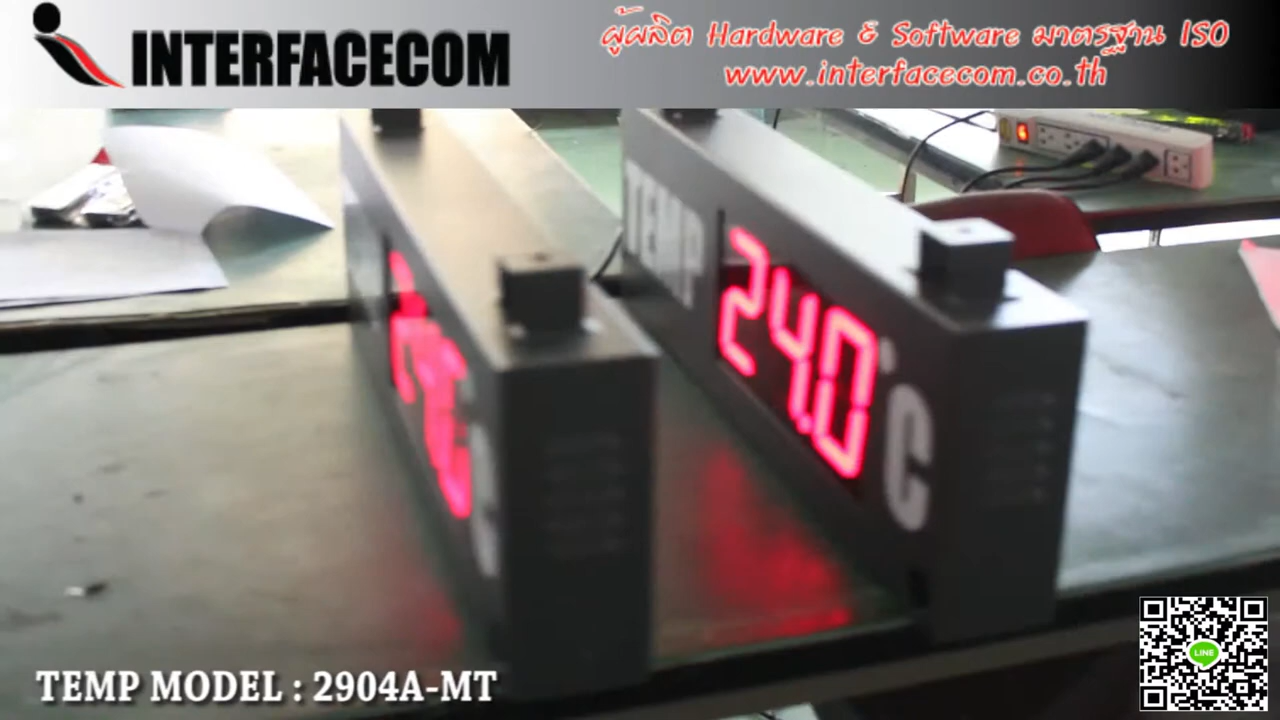 INTERFACECOM
ผู้ผลิต Hardware & Software มาตรฐาน ISO
www.interfacecom.co.th
TEMP
24.0
°C
C
TEMP MODEL : 2904A-MT
LINE